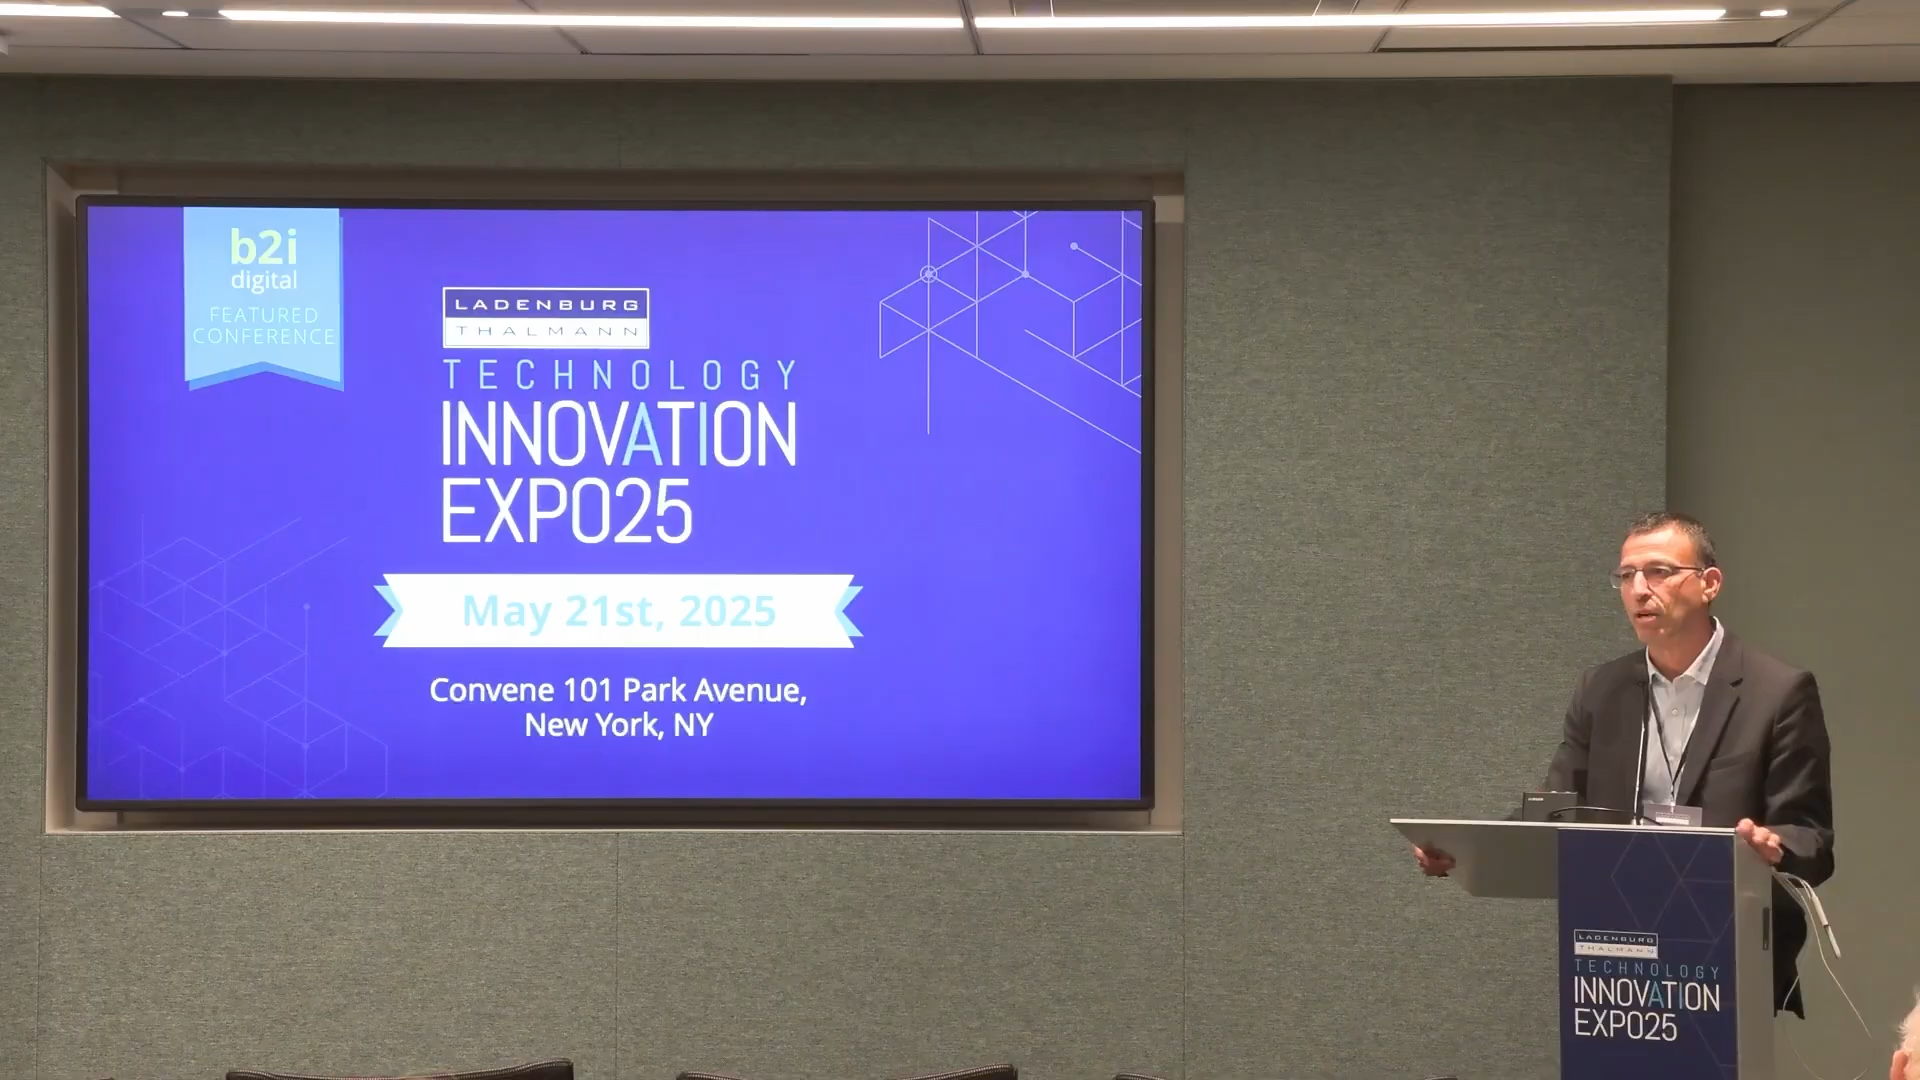 b2i
digital
FEATURED
CONFERENCE
LADENBURG
THALMANN
TECHNOLOGY
INNOVATION
EXPO25
May 21st, 2025
Convene 101 Park Avenue,
New York, NY
LADENBURG
THALMANN
TECHNOLOGY
INNOVATION
EXPO25